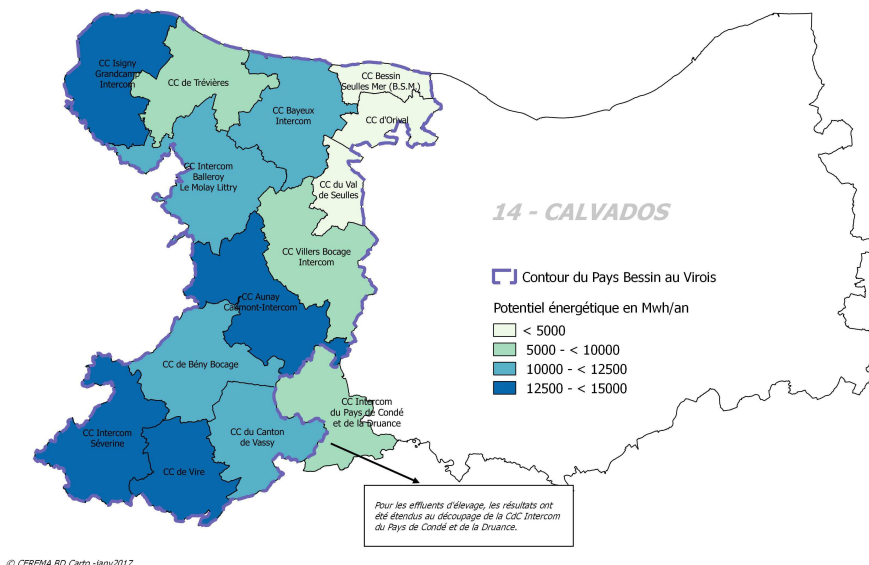 CC Isigny
Grandcamp
Intercom
CC de Trévières
CC Bessin
Seulles Mer (B.S.M.)
CC Bayeux
Intercom
CC d'Orival
CC Intercom
Balleroy
Le Molay Littry
CC du Val
de Seulles
14 - CALVADOS
CC Villers Bocage
Intercom
Contour du Pays Bessin au Virois
CC Aunay
Caumont-Intercom
Potentiel énergétique en Mwh/an
< 5000
5000 - < 10000
10000 - < 12500
12500 - < 15000
CC de Bény Bocage
CC Intercom
du Pays de Condé
et de la Druance
CC Intercom
Séverine
CC du Canton
de Vassy
CC de Vire
Pour les effluents d'élevage, les résultats ont
été étendus au découpage de la CdC Intercom
du Pays de Condé et de la Druance.
© CEREMA BD Carto -janv2017